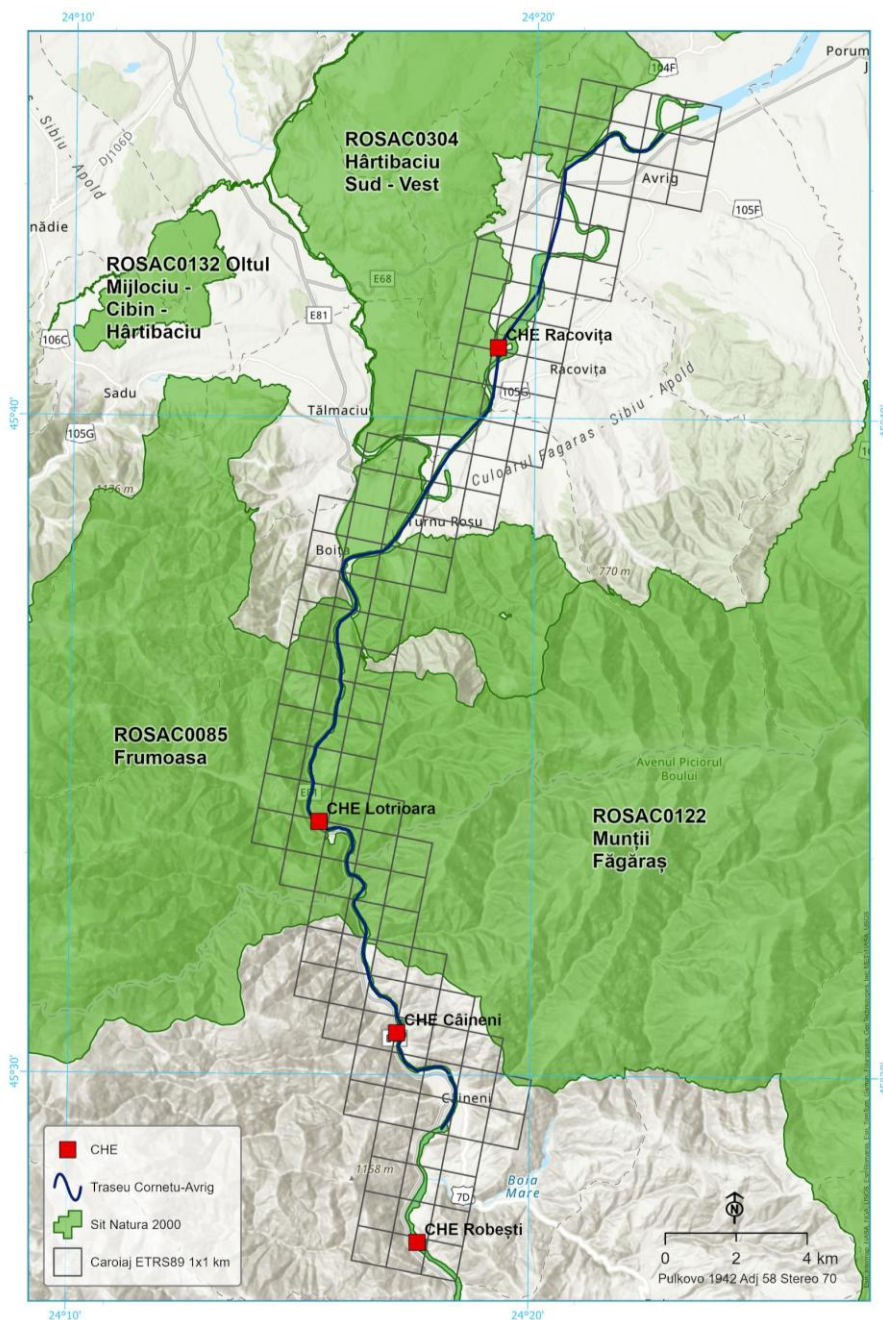 24°10'
24°20'
Porum
J
104F
ROSAC0304
Hârtibaciu
Sud - Vest
- Sibiu - Apold
DJ106D
Avrig
105F
nădie
ROSAC0132 Oltul
Mijlociu -
Cibin -
Hârtibaciu
E68
E81
106C
CHE Racovița
Racovița
Sadu
105G
Tălmaciu
45°40'
105G
Culoarul Fagaras - Sibiu - Apold
1136 m
Turnu Roșu
Boița
770 m
ROSAC0085
Frumoasa
Avenul Piciorul
Boului
E81
CHE Lotrioara
ROSAC0122
Munții
Făgăraș
CHE Câineni
45°30'
Câineni
CHE
Traseu Cornetu-Avrig
Sit Natura 2000
Caroiaj ETRS89 1x1 km
1158 m
7D
Boia
Mare
CHE Robești
N
0 2 4 km
Pulkovo 1942 Adj 58 Stereo 70
24°10'
24°20'